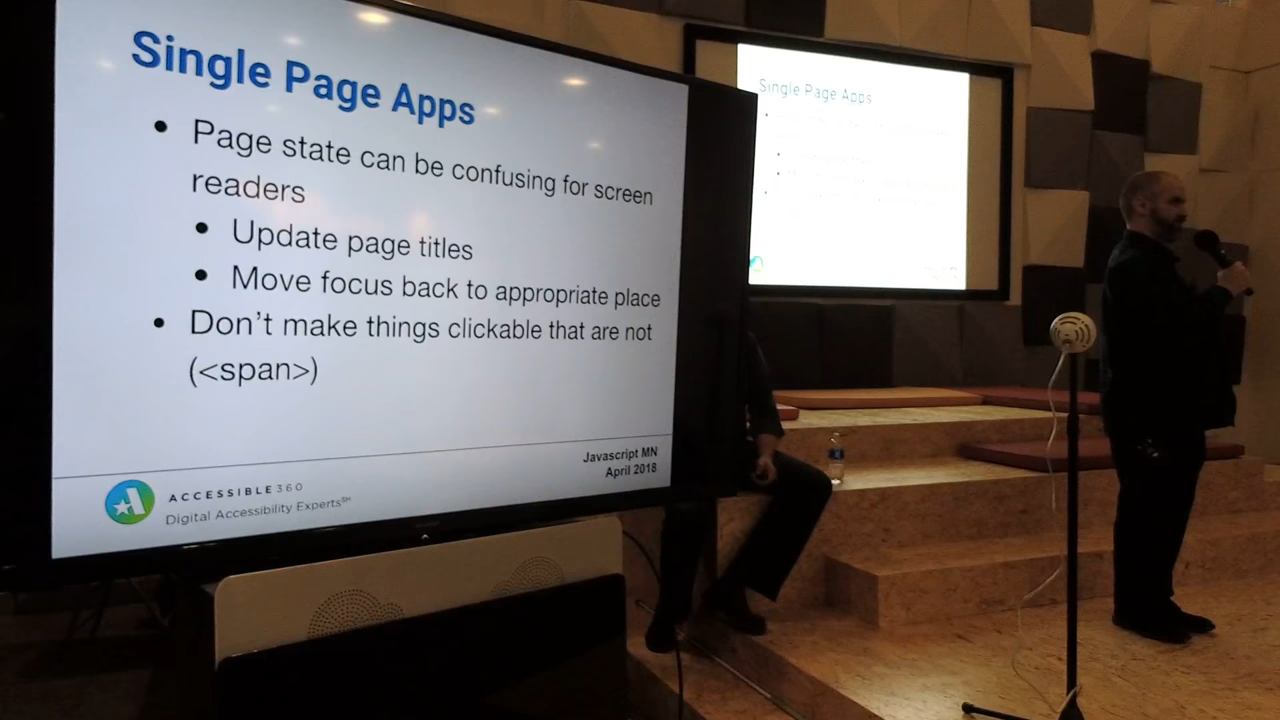 Single Page Apps
• Page state can be confusing for screen
readers
• Update page titles
• Move focus back to appropriate place
• Don't make things clickable that are not
(<span>)
Javascript MN
April 2018
ACCESSIBLE360
Digital Accessibility Experts℠
Single Page Apps